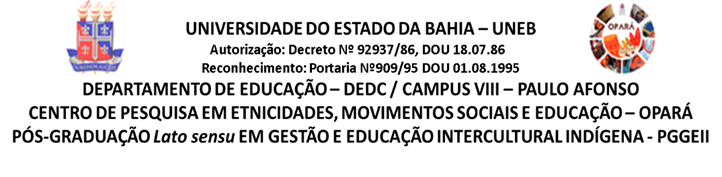 UNIVERSIDADE DO ESTADO DA BAHIA – UNEB
OPARÁ
Autorização: Decreto Nº 92937/86, DOU 18.07.86
Reconhecimento: Portaria Nº909/95 DOU 01.08.1995
DEPARTAMENTO DE EDUCAÇÃO – DEDC / CAMPUS VIII – PAULO AFONSO
CENTRO DE PESQUISA EM ETNICIDADES, MOVIMENTOS SOCIAIS E EDUCAÇÃO – OPARÁ
PÓS-GRADUAÇÃO Lato sensu EM GESTÃO E EDUCAÇÃO INTERCULTURAL INDÍGENA - PGGEII